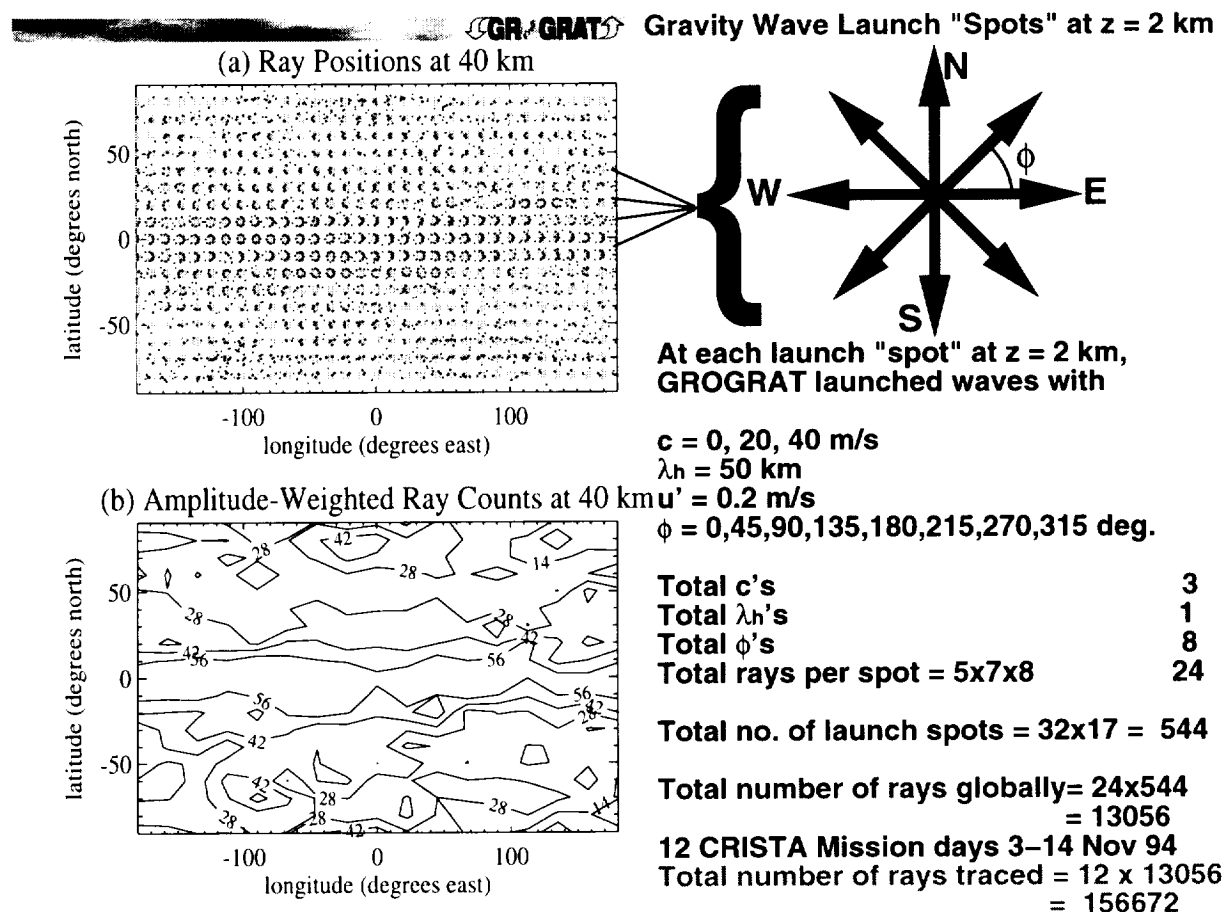 GROGRAT Gravity Wave Launch "Spots" at z = 2 km
(a) Ray Positions at 40 km
50
0
-50
latitude (degrees north)
-100 0 100
longitude (degrees east)
N
φ
W E
S
At each launch "spot" at z = 2 km,
GROGRAT launched waves with
c = 0, 20, 40 m/s
λh = 50 km
(b) Amplitude-Weighted Ray Counts at 40 km
u' = 0.2 m/s
φ = 0,45,90,135,180,215,270,315 deg.
50
0
-50
latitude (degrees north)
28 42 28 14
28 28
42 42
56 56
56 56
42 42
28
42 28 14
28 28 42 28
-100 0 100
longitude (degrees east)
Total c's 3
Total λh's 1
Total φ's 8
Total rays per spot = 5x7x8 24
Total no. of launch spots = 32x17 = 544
Total number of rays globally= 24x544
= 13056
12 CRISTA Mission days 3–14 Nov 94
Total number of rays traced = 12 x 13056
= 156672